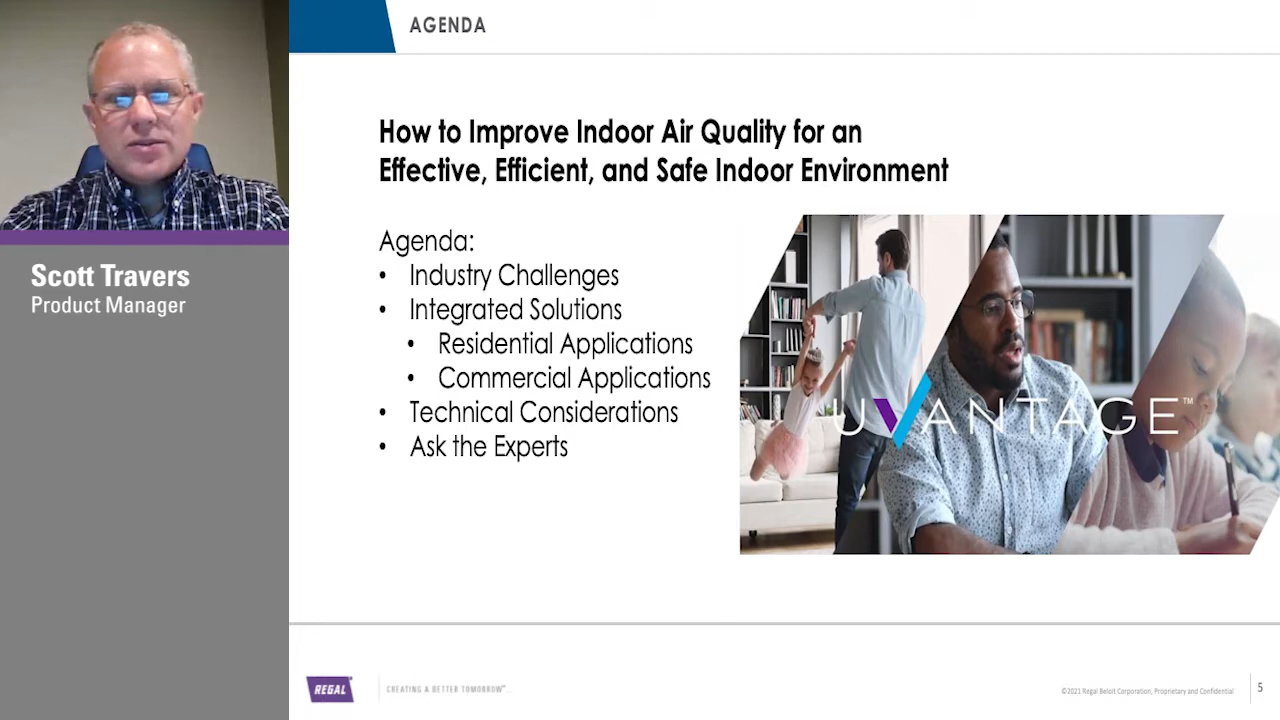 AGENDA
How to Improve Indoor Air Quality for an
Effective, Efficient, and Safe Indoor Environment
Agenda:
• Industry Challenges
• Integrated Solutions
• Residential Applications
• Commercial Applications
• Technical Considerations
• Ask the Experts
UVANTAGE™
Scott Travers
Product Manager
REGAL
CREATING A BETTER TOMORROW™...
©2021 Regal Beloit Corporation, Proprietary and Confidential
5